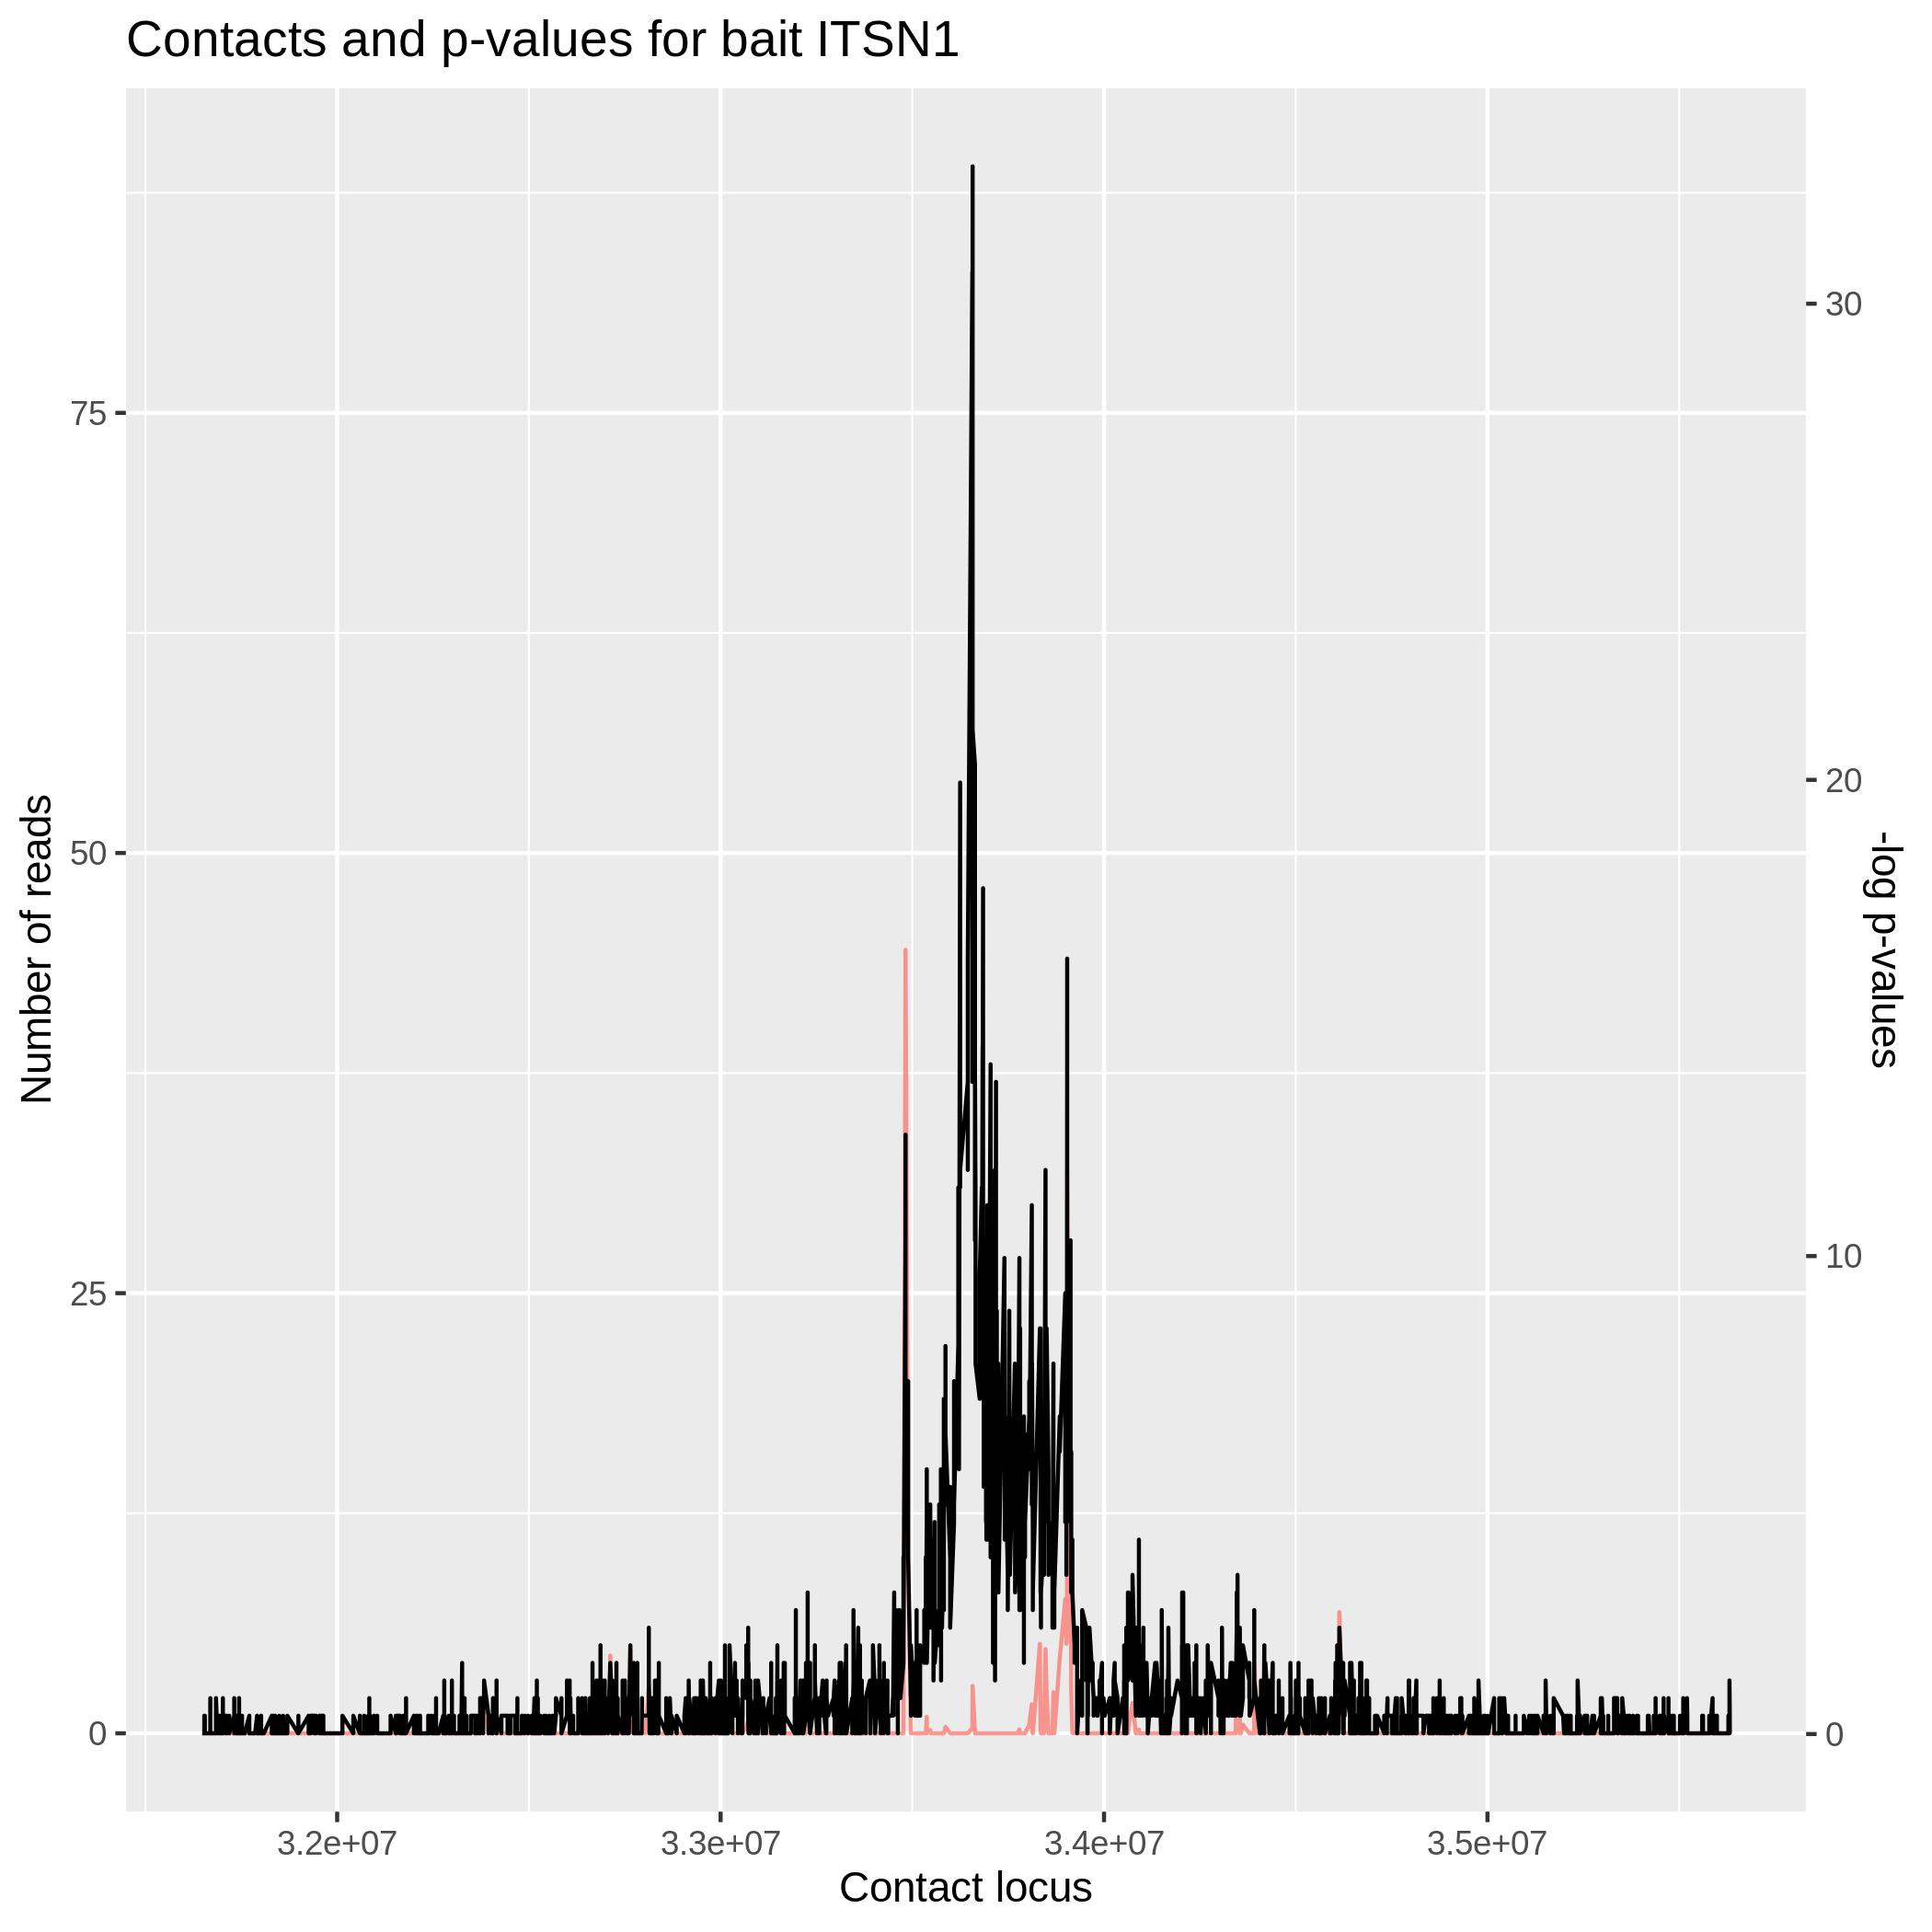 Contacts and p-values for bait ITSN1
Number of reads
75
50
25
0
30
20
10
0
-log p-values
3.2e+07
3.3e+07
3.4e+07
3.5e+07
Contact locus